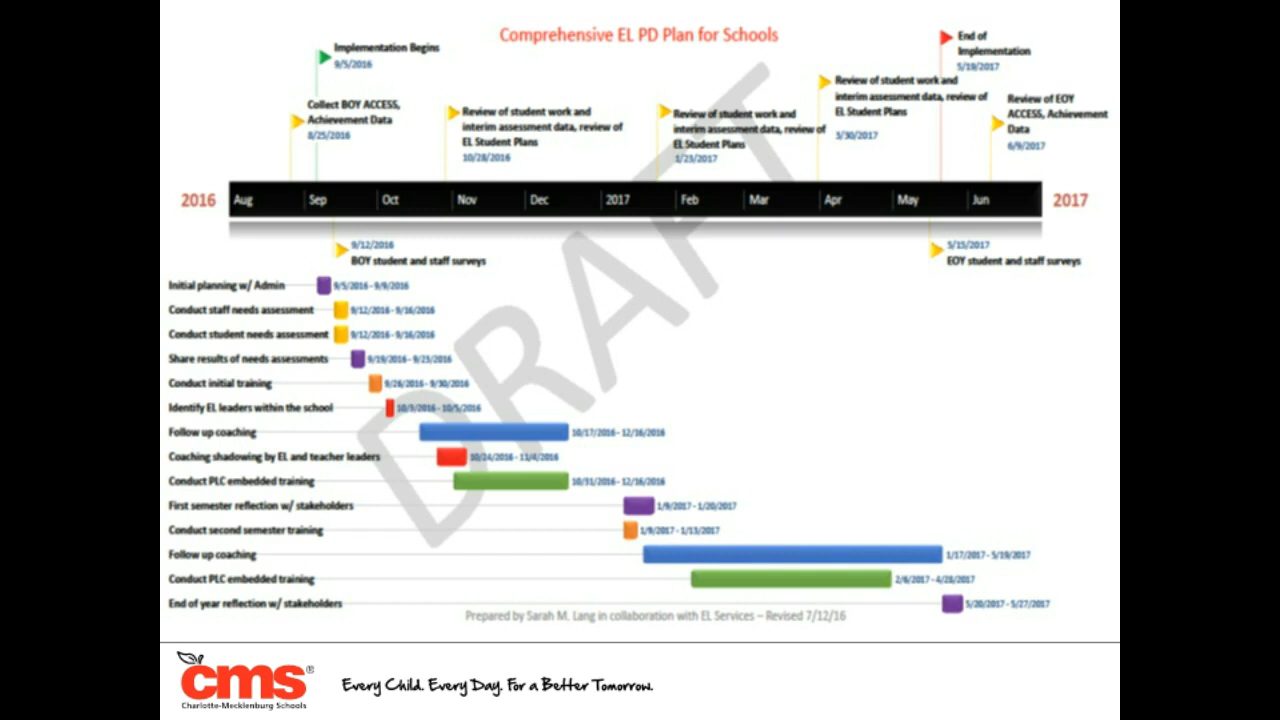 Comprehensive EL PD Plan for Schools
Implementation Begins
9/5/2016
End of
Implementation
5/19/2017
Collect BOY ACCESS,
Achievement Data
8/25/2016
Review of student work and
interim assessment data, review of
EL Student Plans
10/28/2016
Review of student work and
interim assessment data, review of
EL Student Plans
1/23/2017
Review of student work and
interim assessment data, review of
EL Student Plans
3/30/2017
Review of EOY
ACCESS, Achievement
Data
6/9/2017
2016 Aug Sep Oct Nov Dec 2017 Feb Mar Apr May Jun 2017
9/12/2016
BOY student and staff surveys
5/15/2017
EOY student and staff surveys
DRAFT
Initial planning w/ Admin 9/5/2016 - 9/9/2016
Conduct staff needs assessment 9/12/2016 - 9/16/2016
Conduct student needs assessment 9/12/2016 - 9/16/2016
Share results of needs assessments 9/19/2016 - 9/23/2016
Conduct initial training 9/26/2016 - 9/30/2016
Identify EL leaders within the school 10/3/2016 - 10/5/2016
Follow up coaching 10/17/2016 - 12/16/2016
Coaching shadowing by EL and teacher leaders 10/24/2016 - 11/4/2016
Conduct PLC embedded training 10/31/2016 - 12/16/2016
First semester reflection w/ stakeholders 1/9/2017 - 1/20/2017
Conduct second semester training 1/9/2017 - 1/13/2017
Follow up coaching 1/17/2017 - 5/19/2017
Conduct PLC embedded training 2/6/2017 - 4/28/2017
End of year reflection w/ stakeholders 5/20/2017 - 5/27/2017
Prepared by Sarah M. Lang in collaboration with EL Services – Revised 7/12/16
cms®
Charlotte-Mecklenburg Schools
Every Child. Every Day. For a Better Tomorrow.